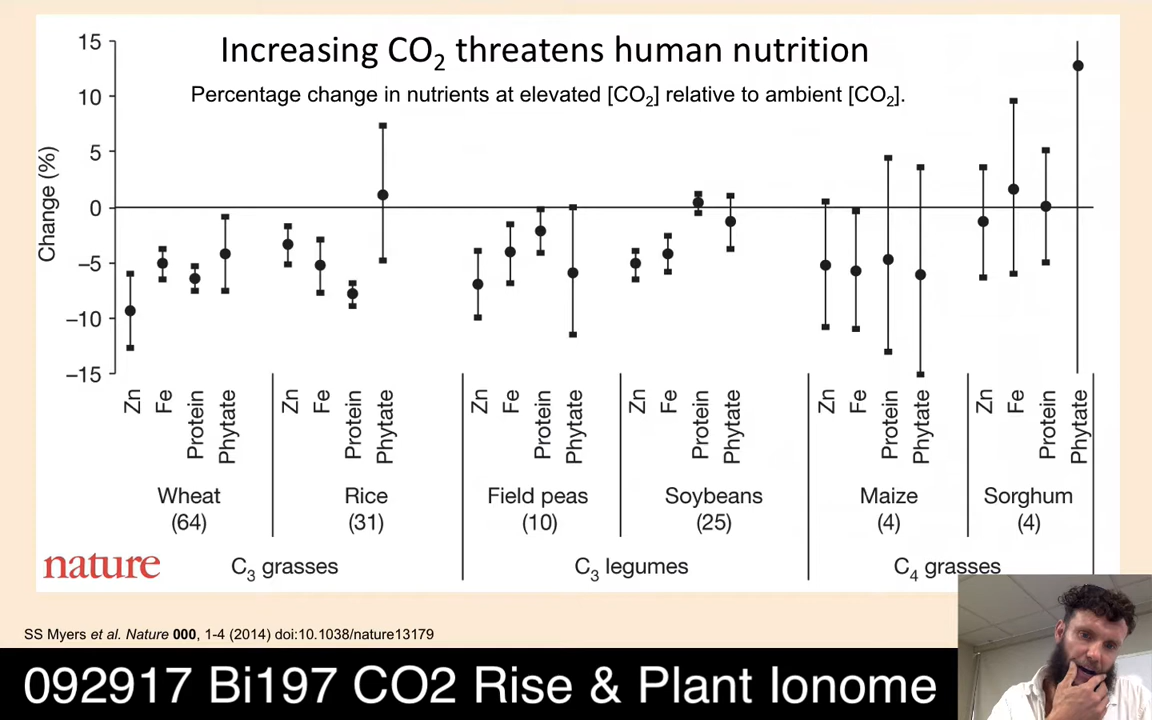 Increasing CO₂ threatens human nutrition
Percentage change in nutrients at elevated [CO₂] relative to ambient [CO₂].
Change (%)
15
10
5
0
–5
–10
–15
Zn Fe Protein Phytate Zn Fe Protein Phytate Zn Fe Protein Phytate Zn Fe Protein Phytate Zn Fe Protein Phytate Zn Fe Protein Phytate
Wheat Rice Field peas Soybeans Maize Sorghum
(64) (31) (10) (25) (4) (4)
nature C₃ grasses C₃ legumes C₄ grasses
SS Myers et al. Nature 000, 1-4 (2014) doi:10.1038/nature13179
092917 Bi197 CO2 Rise & Plant Ionome